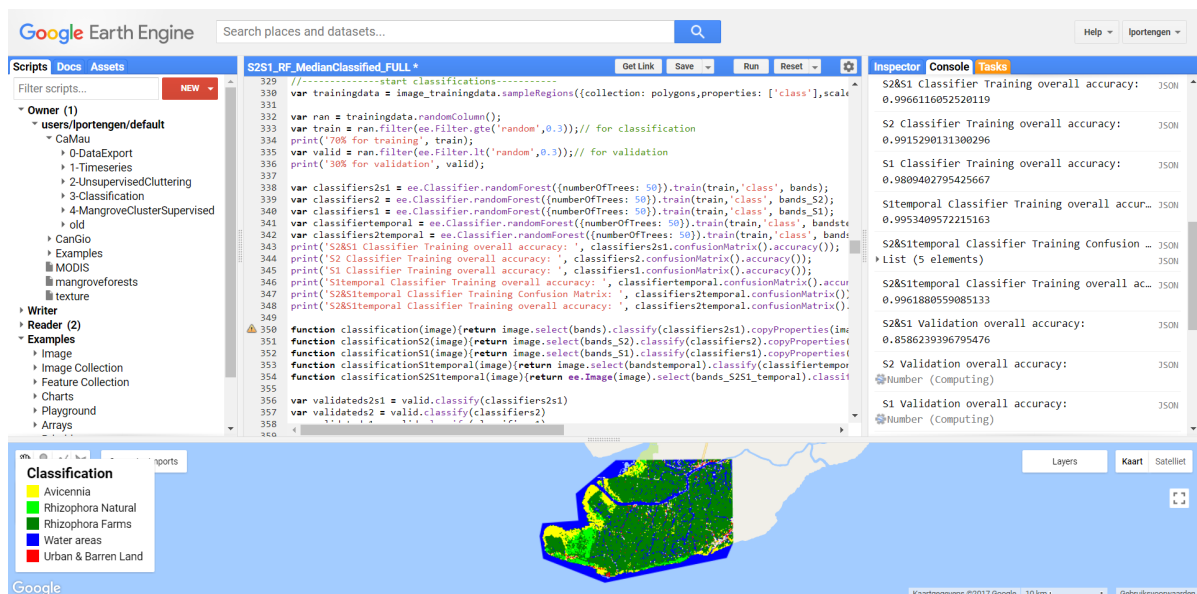 Google Earth Engine
Search places and datasets...
Help
lportengen
Scripts Docs Assets
Filter scripts...
NEW
Owner (1)
users/lportengen/default
CaMau
0-DataExport
1-Timeseries
2-UnsupervisedCluttering
3-Classification
4-MangroveClusterSupervised
old
CanGio
Examples
MODIS
mangroveforests
texture
Writer
Reader (2)
Examples
Image
Image Collection
Feature Collection
Charts
Playground
Arrays
S2S1_RF_MedianClassified_FULL *
Get Link Save Run Reset
329 //-------------start classifications-----------
330 var trainingdata = image_trainingdata.sampleRegions({collection: polygons,properties: ['class'],scale
331
332 var ran = trainingdata.randomColumn();
333 var train = ran.filter(ee.Filter.gte('random',0.3));// for classification
334 print('70% for training', train);
335 var valid = ran.filter(ee.Filter.lt('random',0.3));// for validation
336 print('30% for validation', valid);
337
338 var classifiers2s1 = ee.Classifier.randomForest({numberOfTrees: 50}).train(train,'class', bands);
339 var classifiers2 = ee.Classifier.randomForest({numberOfTrees: 50}).train(train,'class', bands_S2);
340 var classifiers1 = ee.Classifier.randomForest({numberOfTrees: 50}).train(train,'class', bands_S1);
341 var classifiertemporal = ee.Classifier.randomForest({numberOfTrees: 50}).train(train,'class', bandste
342 var classifiers2temporal = ee.Classifier.randomForest({numberOfTrees: 50}).train(train,'class', bands
343 print('S2&S1 Classifier Training overall accuracy: ', classifiers2s1.confusionMatrix().accuracy());
344 print('S2 Classifier Training overall accuracy: ', classifiers2.confusionMatrix().accuracy());
345 print('S1 Classifier Training overall accuracy: ', classifiers1.confusionMatrix().accuracy());
346 print('S1temporal Classifier Training overall accuracy: ', classifiertemporal.confusionMatrix().accur
347 print('S2&S1temporal Classifier Training Confusion Matrix: ', classifiers2temporal.confusionMatrix())
348 print('S2&S1temporal Classifier Training overall accuracy: ', classifiers2temporal.confusionMatrix().
349
350 function classification(image){return image.select(bands).classify(classifiers2s1).copyProperties(ima
351 function classificationS2(image){return image.select(bands_S2).classify(classifiers2).copyProperties(
352 function classificationS1(image){return image.select(bands_S1).classify(classifiers1).copyProperties(
353 function classificationS1temporal(image){return image.select(bandstemporal).classify(classifiertempor
354 function classificationS2S1temporal(image){return ee.Image(image).select(bands_S2S1_temporal).classif
355
356 var validateds2s1 = valid.classify(classifiers2s1)
357 var validateds2 = valid.classify(classifiers2)
358
359
Inspector Console Tasks
S2&S1 Classifier Training overall accuracy: JSON
0.9966116052520119
S2 Classifier Training overall accuracy: JSON
0.9915290131300296
S1 Classifier Training overall accuracy: JSON
0.9809402795425667
S1temporal Classifier Training overall accur… JSON
0.9953409572215163
S2&S1temporal Classifier Training Confusion … JSON
List (5 elements) JSON
S2&S1temporal Classifier Training overall ac… JSON
0.9961880559085133
S2&S1 Validation overall accuracy: JSON
0.8586239396795476
S2 Validation overall accuracy: JSON
Number (Computing)
S1 Validation overall accuracy: JSON
Number (Computing)
Classification
Avicennia
Rhizophora Natural
Rhizophora Farms
Water areas
Urban & Barren Land
Layers
Kaart Satelliet
Google
Kaartgegevens ©2017 Google 10 km Gebruiksvoorwaarden